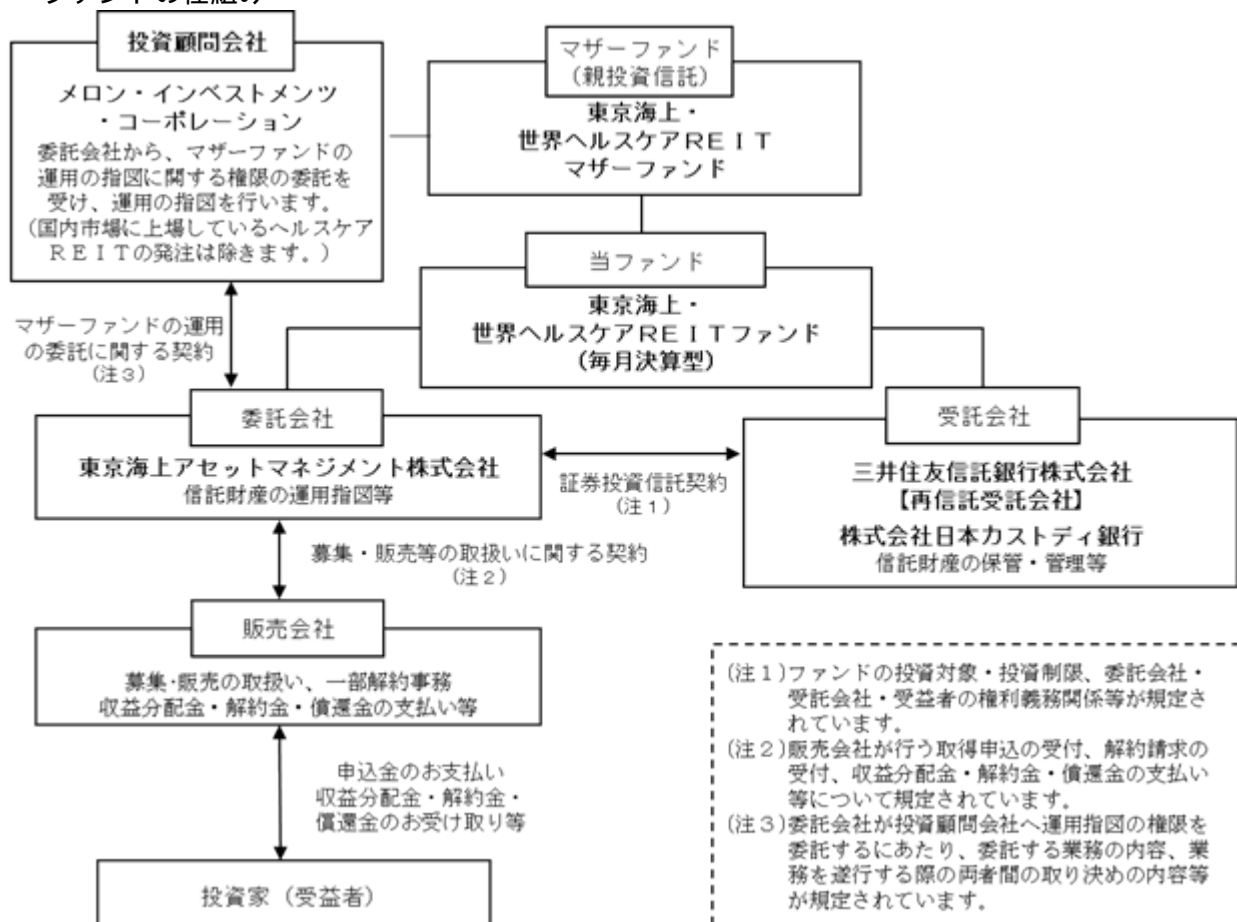 ファンドの仕組み
投資顧問会社
メロン・インベストメンツ
・コーポレーション
委託会社から、マザーファンドの
運用の指図に関する権限の委託を
受け、運用の指図を行います。
(国内市場に上場しているヘルスケア
ＲＥＩＴの発注は除きます。)
マザーファンド
(親投資信託)
東京海上・
世界ヘルスケアＲＥＩＴ
マザーファンド
当ファンド
東京海上・
世界ヘルスケアＲＥＩＴファンド
(毎月決算型)
マザーファンドの運用
の委託に関する契約
(注３)
委託会社
東京海上アセットマネジメント株式会社
信託財産の運用指図等
証券投資信託契約
(注１)
受託会社
三井住友信託銀行株式会社
【再信託受託会社】
株式会社日本カストディ銀行
信託財産の保管・管理等
募集・販売等の取扱いに関する契約
(注２)
販売会社
募集・販売の取扱い、一部解約事務
収益分配金・解約金・償還金の支払い等
申込金のお支払い
収益分配金・解約金・
償還金のお受け取り等
投資家（受益者）
(注１)ファンドの投資対象・投資制限、委託会社・
受託会社・受益者の権利義務関係等が規定さ
れています。
(注２)販売会社が行う取得申込の受付、解約請求の
受付、収益分配金・解約金・償還金の支払い
等について規定されています。
(注３)委託会社が投資顧問会社へ運用指図の権限を
委託するにあたり、委託する業務の内容、業
務を遂行する際の両者間の取り決めの内容等
が規定されています。